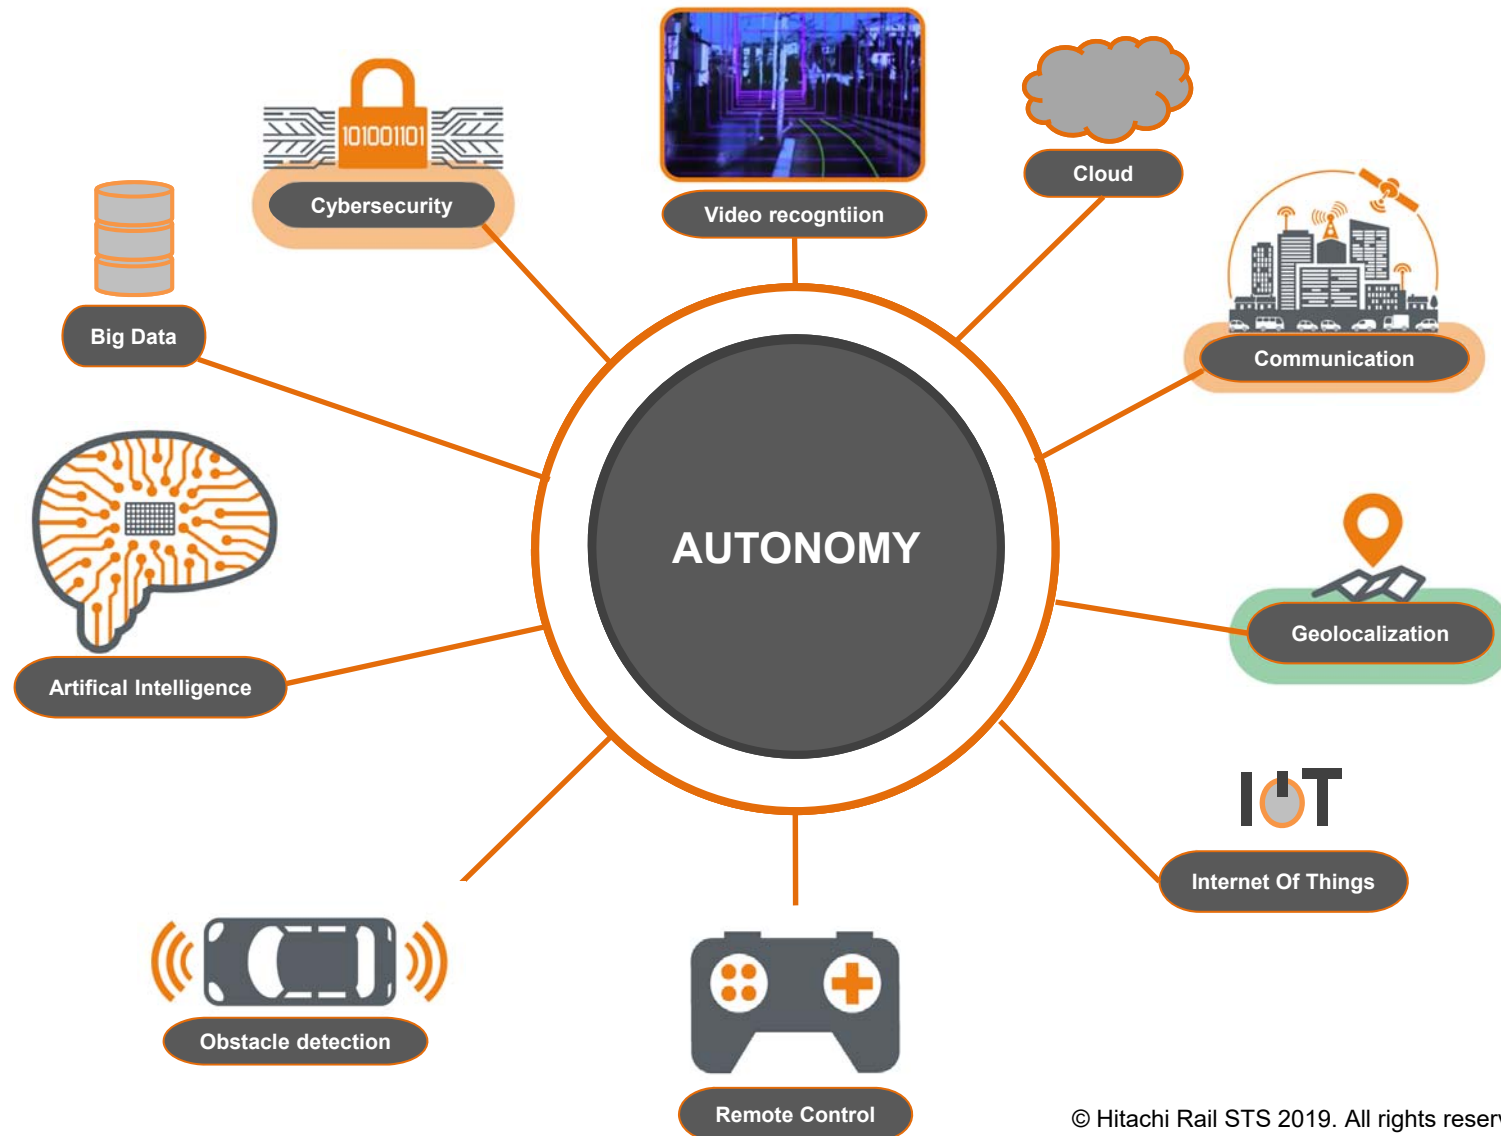 101001101
Cybersecurity
Video recogntiion
Cloud
Big Data
Communication
AUTONOMY
Geolocalization
Artifical Intelligence
IOT
Internet Of Things
Obstacle detection
Remote Control
© Hitachi Rail STS 2019. All rights reserv